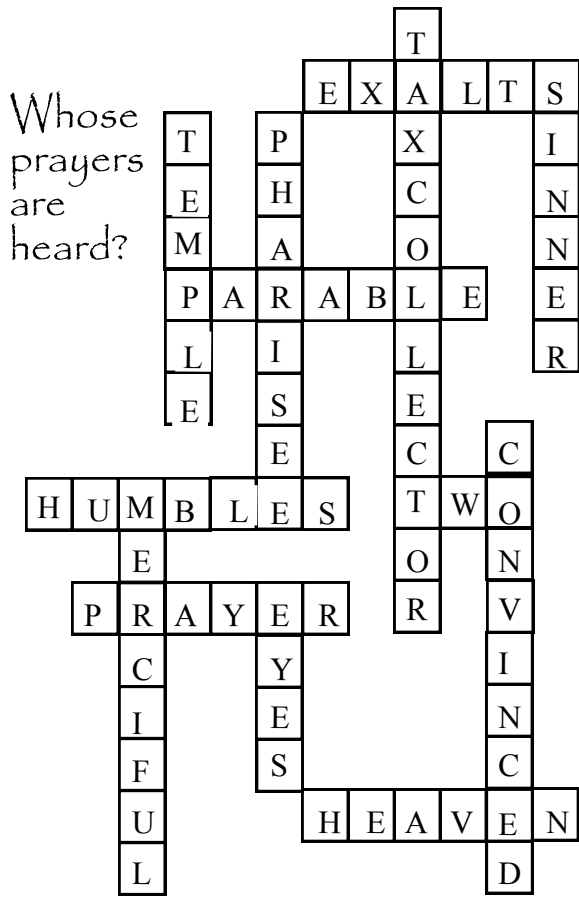 Whose
prayers
are
heard?
TAXCOLLECTOR
EXALTS
SINNER
TEMPLE
PHARISEE
PARABLE
CONVINCED
HUMBLES
TWO
MERCIFUL
PRAYER
EYES
HEAVEN